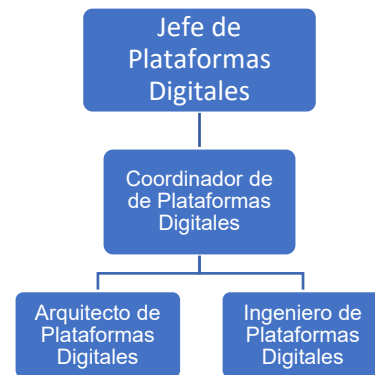 Jefe de
Plataformas
Digitales
Coordinador de
de Plataformas
Digitales
Arquitecto de
Plataformas
Digitales
Ingeniero de
Plataformas
Digitales